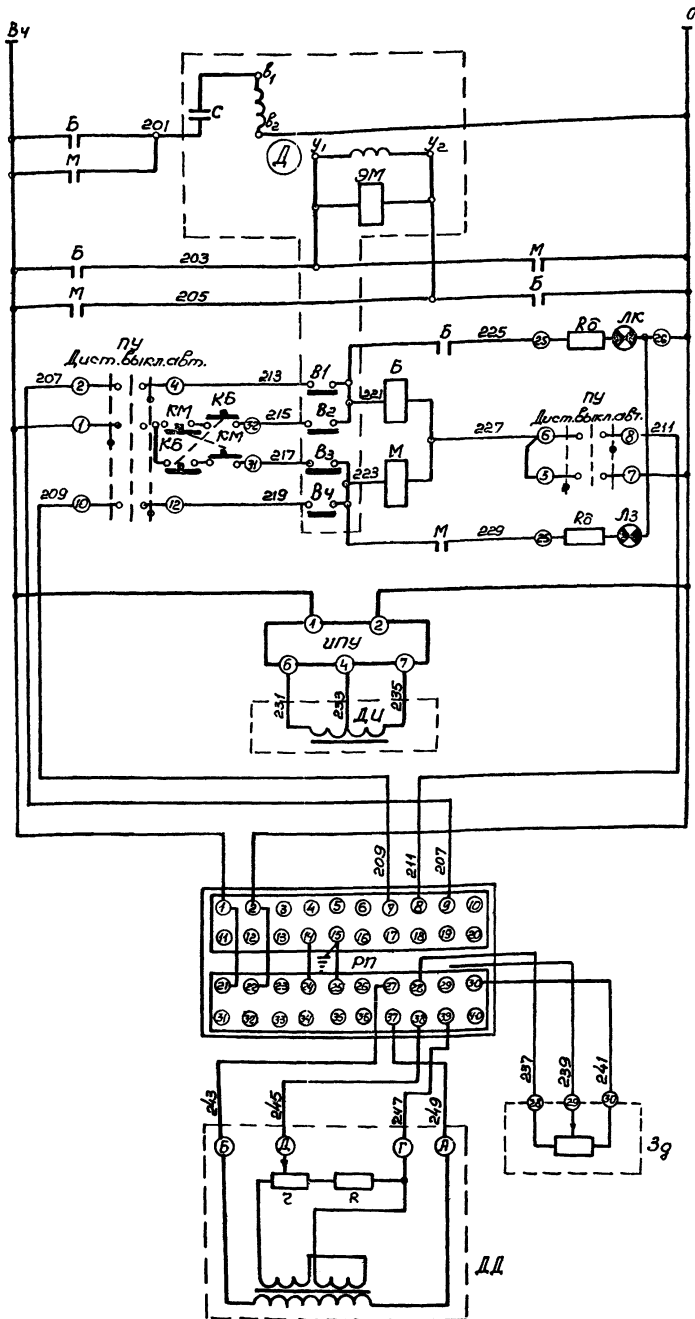 Вч О
в1
С
в2
Б 201
Д У1 У2
М
ЭМ
Б 203 М
М 205 Б
Б 225 25 Rδ ЛК 26
ПУ
Дист. выкл. авт.
207 2 4 213 В1 Б
КБ 221
1 КМ 32 215 В2 227 ПУ
Дист. выкл. авт.
6 8 211
КБ КМ 31 217 В3
223 М 5 7
209 10 12 219 В4
М 229 25 Rδ ЛЗ
1 2
ИПУ
6 4 7
231 233 235
ДИ
209 211 207
1 2 3 4 5 6 7 8 9 10
11 12 13 14 15 16 17 18 19 20
РП
21 22 23 24 25 26 27 28 29 30
31 32 33 34 35 36 37 38 39 40
237 239 241
28 29 30
Зд
243 245 247 249
Б Д Г А
r R
ДД